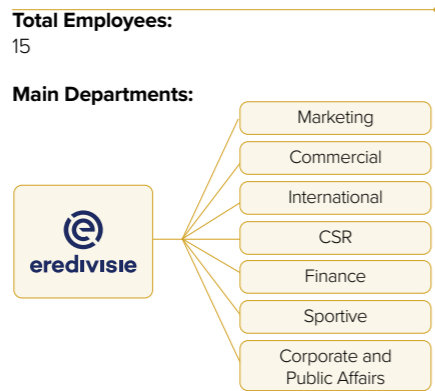 Total Employees:
15
Main Departments:
eredivisie
Marketing
Commercial
International
CSR
Finance
Sportive
Corporate and
Public Affairs